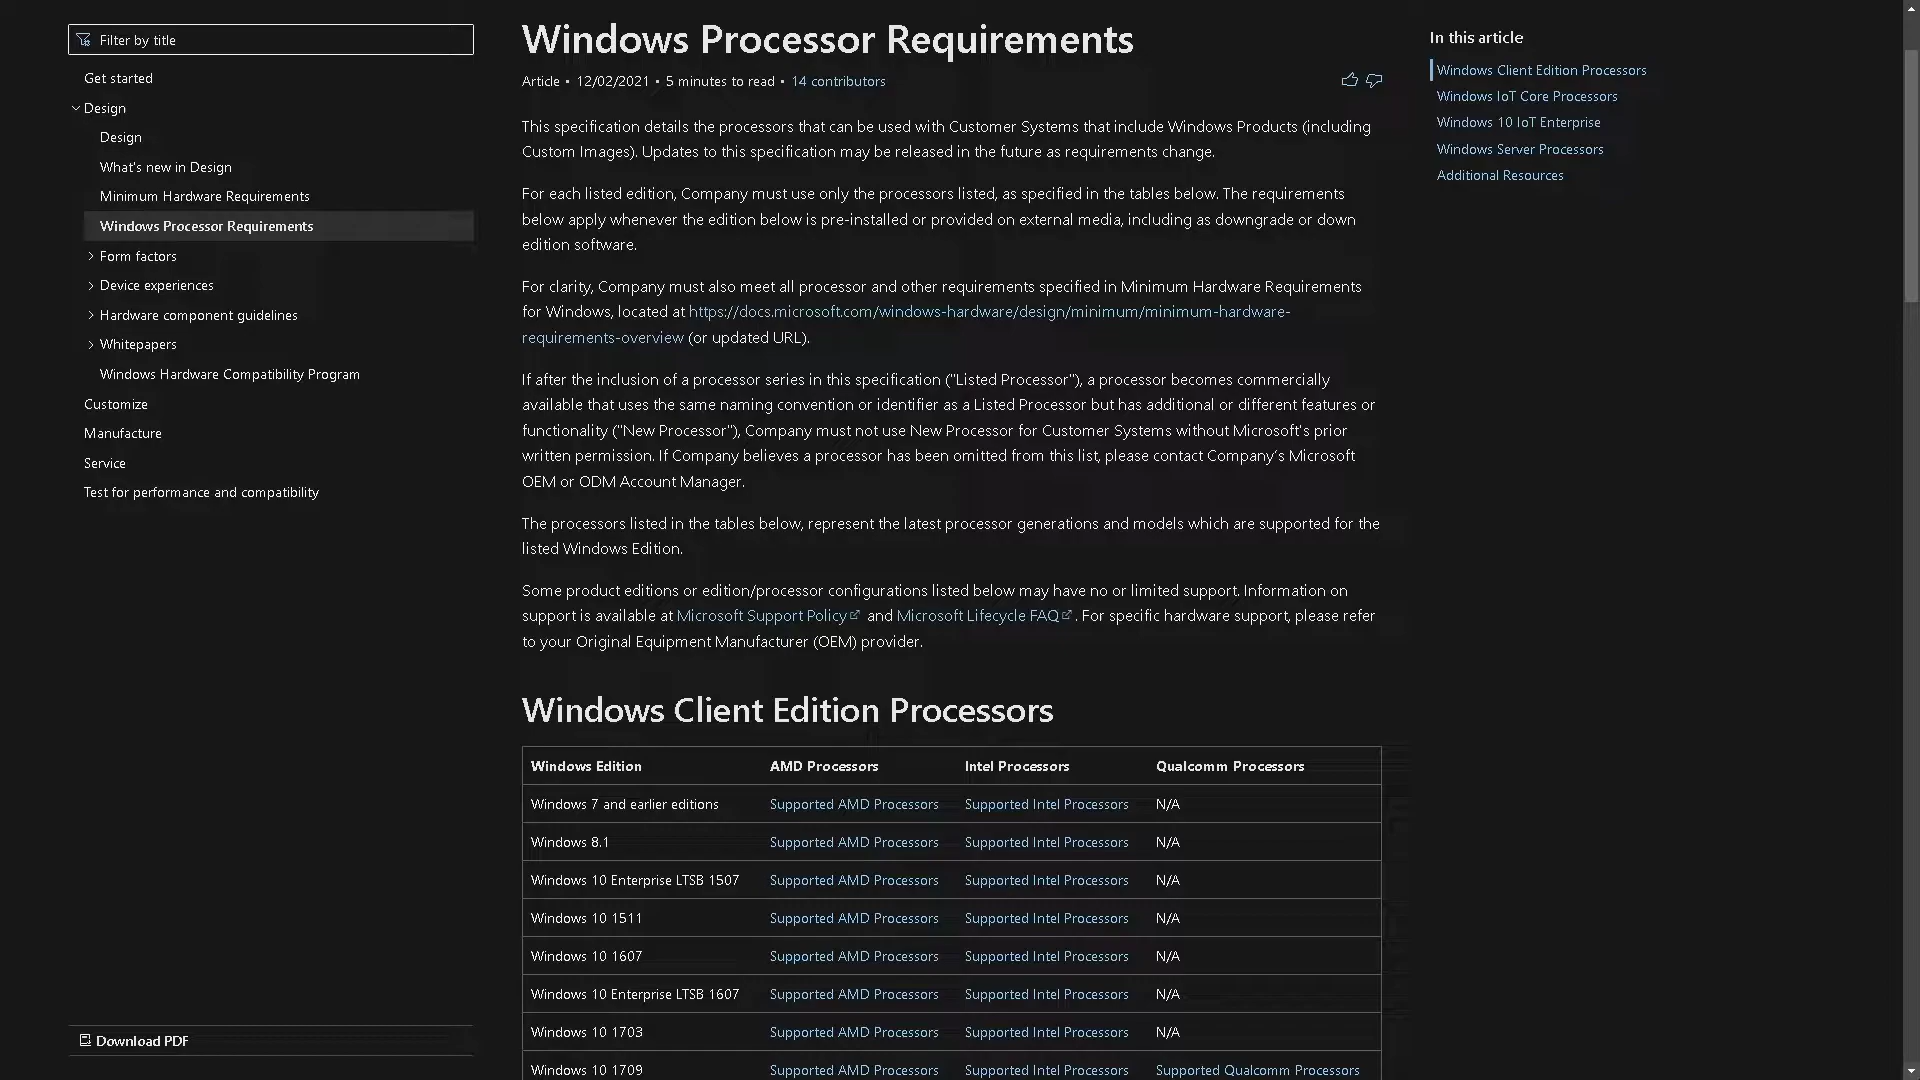 Filter by title
Get started
Design
Design
What's new in Design
Minimum Hardware Requirements
Windows Processor Requirements
Form factors
Device experiences
Hardware component guidelines
Whitepapers
Windows Hardware Compatibility Program
Customize
Manufacture
Service
Test for performance and compatibility
Download PDF
Windows Processor Requirements
Article • 12/02/2021 • 5 minutes to read • 14 contributors
This specification details the processors that can be used with Customer Systems that include Windows Products (including
Custom Images). Updates to this specification may be released in the future as requirements change.
For each listed edition, Company must use only the processors listed, as specified in the tables below. The requirements
below apply whenever the edition below is pre-installed or provided on external media, including as downgrade or down
edition software.
For clarity, Company must also meet all processor and other requirements specified in Minimum Hardware Requirements
for Windows, located at https://docs.microsoft.com/windows-hardware/design/minimum/minimum-hardware-
requirements-overview (or updated URL).
If after the inclusion of a processor series in this specification ("Listed Processor"), a processor becomes commercially
available that uses the same naming convention or identifier as a Listed Processor but has additional or different features or
functionality ("New Processor"), Company must not use New Processor for Customer Systems without Microsoft's prior
written permission. If Company believes a processor has been omitted from this list, please contact Company's Microsoft
OEM or ODM Account Manager.
The processors listed in the tables below, represent the latest processor generations and models which are supported for the
listed Windows Edition.
Some product editions or edition/processor configurations listed below may have no or limited support. Information on
support is available at Microsoft Support Policy and Microsoft Lifecycle FAQ. For specific hardware support, please refer
to your Original Equipment Manufacturer (OEM) provider.
Windows Client Edition Processors
Windows Edition AMD Processors Intel Processors Qualcomm Processors
Windows 7 and earlier editions Supported AMD Processors Supported Intel Processors N/A
Windows 8.1 Supported AMD Processors Supported Intel Processors N/A
Windows 10 Enterprise LTSB 1507 Supported AMD Processors Supported Intel Processors N/A
Windows 10 1511 Supported AMD Processors Supported Intel Processors N/A
Windows 10 1607 Supported AMD Processors Supported Intel Processors N/A
Windows 10 Enterprise LTSB 1607 Supported AMD Processors Supported Intel Processors N/A
Windows 10 1703 Supported AMD Processors Supported Intel Processors N/A
Windows 10 1709 Supported AMD Processors Supported Intel Processors Supported Qualcomm Processors
In this article
Windows Client Edition Processors
Windows IoT Core Processors
Windows 10 IoT Enterprise
Windows Server Processors
Additional Resources